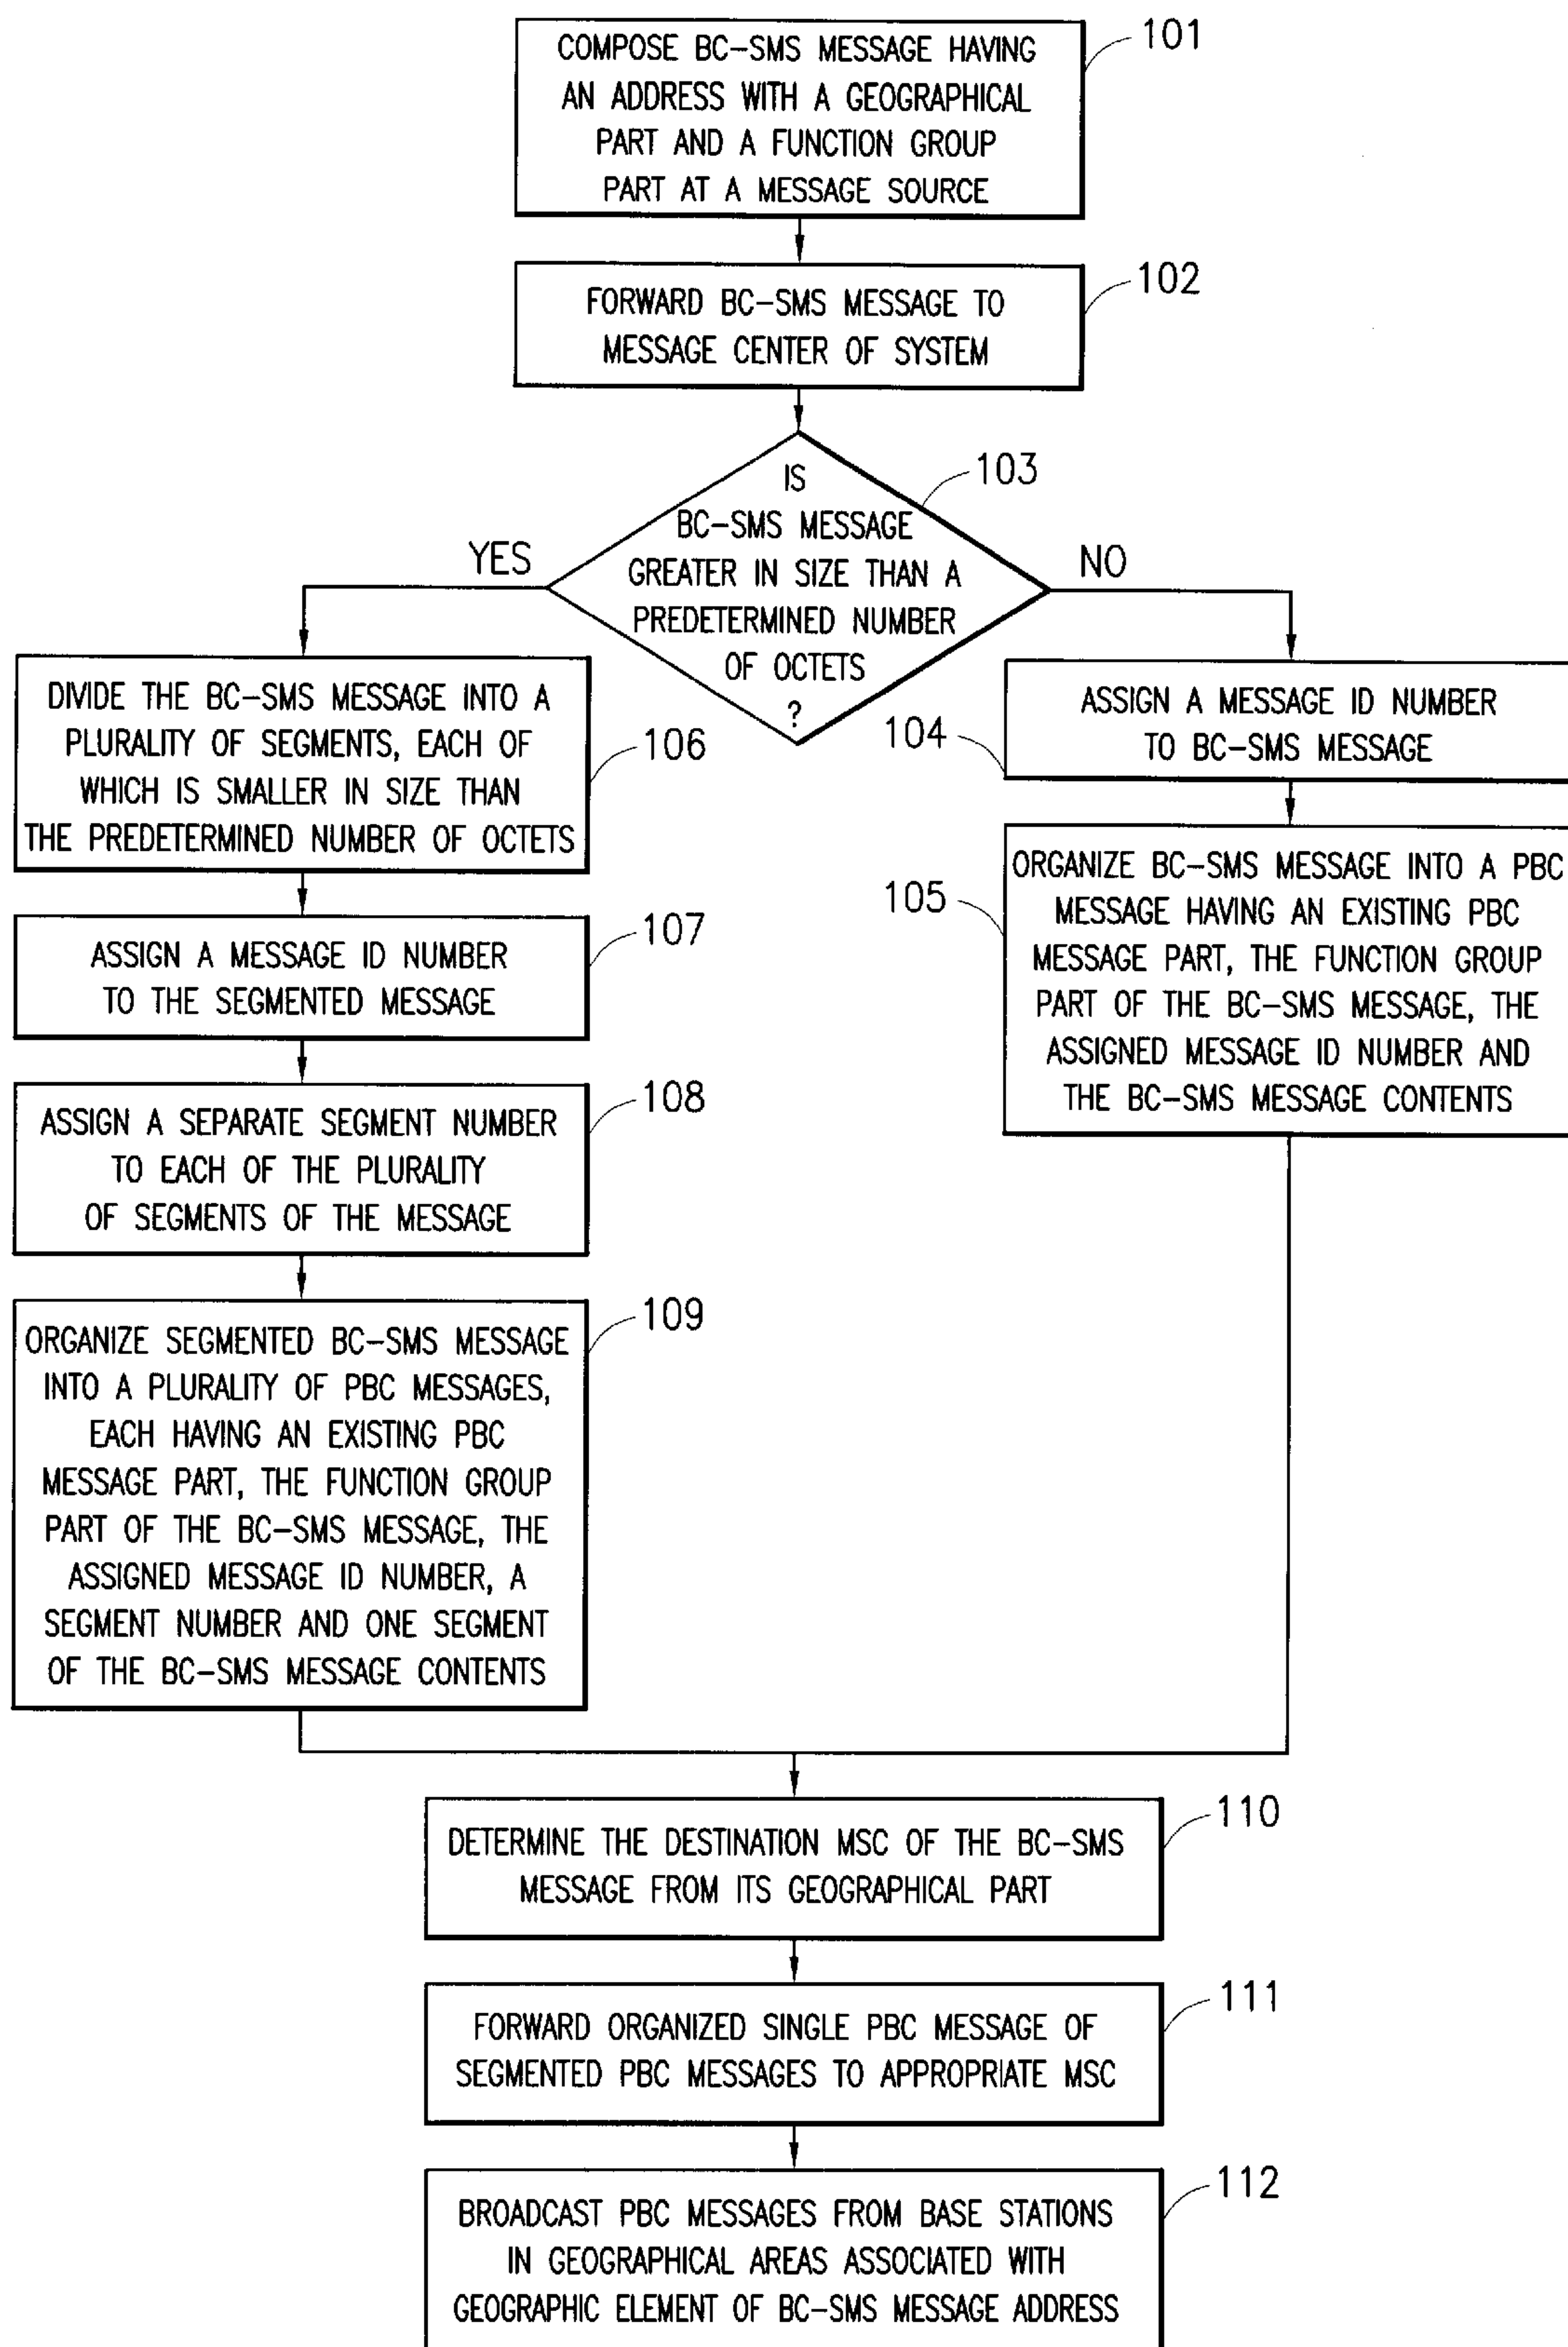 COMPOSE BC-SMS MESSAGE HAVING
AN ADDRESS WITH A GEOGRAPHICAL
PART AND A FUNCTION GROUP
PART AT A MESSAGE SOURCE
101
FORWARD BC-SMS MESSAGE TO
MESSAGE CENTER OF SYSTEM
102
IS
BC-SMS MESSAGE
GREATER IN SIZE THAN A
PREDETERMINED NUMBER
OF OCTETS
?
103
YES
NO
DIVIDE THE BC-SMS MESSAGE INTO A
PLURALITY OF SEGMENTS, EACH OF
WHICH IS SMALLER IN SIZE THAN
THE PREDETERMINED NUMBER OF OCTETS
106
ASSIGN A MESSAGE ID NUMBER
TO BC-SMS MESSAGE
104
ASSIGN A MESSAGE ID NUMBER
TO THE SEGMENTED MESSAGE
107
ORGANIZE BC-SMS MESSAGE INTO A PBC
MESSAGE HAVING AN EXISTING PBC
MESSAGE PART, THE FUNCTION GROUP
PART OF THE BC-SMS MESSAGE, THE
ASSIGNED MESSAGE ID NUMBER AND
THE BC-SMS MESSAGE CONTENTS
105
ASSIGN A SEPARATE SEGMENT NUMBER
TO EACH OF THE PLURALITY
OF SEGMENTS OF THE MESSAGE
108
ORGANIZE SEGMENTED BC-SMS MESSAGE
INTO A PLURALITY OF PBC MESSAGES,
EACH HAVING AN EXISTING PBC
MESSAGE PART, THE FUNCTION GROUP
PART OF THE BC-SMS MESSAGE, THE
ASSIGNED MESSAGE ID NUMBER, A
SEGMENT NUMBER AND ONE SEGMENT
OF THE BC-SMS MESSAGE CONTENTS
109
DETERMINE THE DESTINATION MSC OF THE BC-SMS
MESSAGE FROM ITS GEOGRAPHICAL PART
110
FORWARD ORGANIZED SINGLE PBC MESSAGE OF
SEGMENTED PBC MESSAGES TO APPROPRIATE MSC
111
BROADCAST PBC MESSAGES FROM BASE STATIONS
IN GEOGRAPHICAL AREAS ASSOCIATED WITH
GEOGRAPHIC ELEMENT OF BC-SMS MESSAGE ADDRESS
112